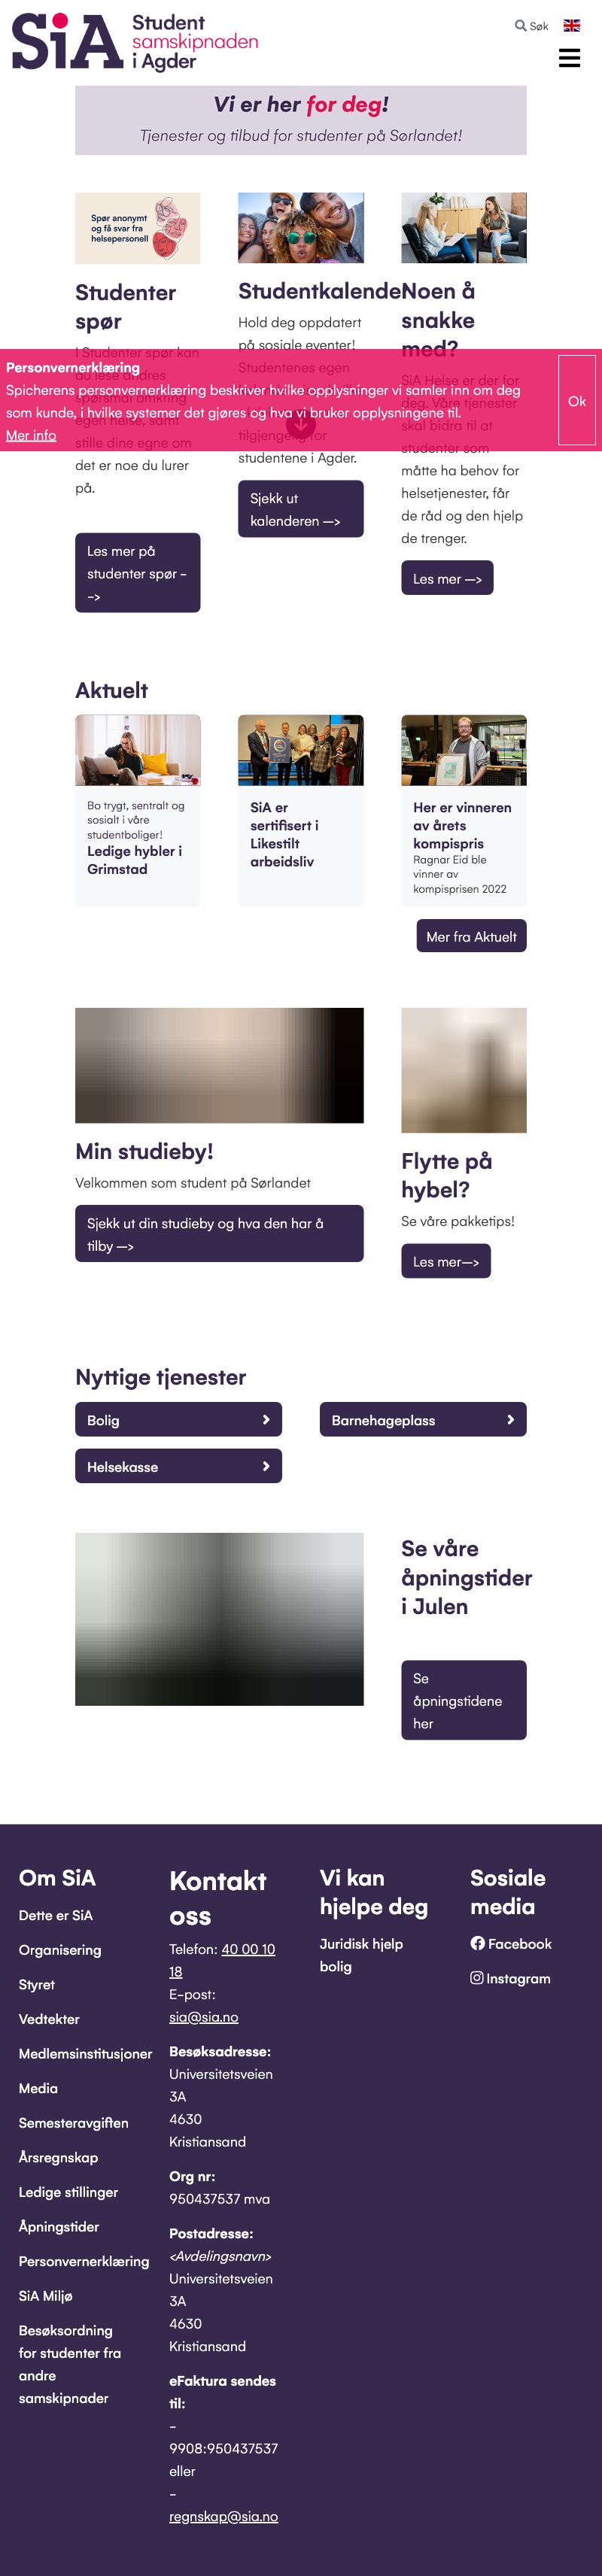 SiA Student
samskipnaden
i Agder
Søk
Vi er her for deg!
Tjenester og tilbud for studenter på Sørlandet!
Spør anonymt
og få svar fra
helsepersonell
Studenter
spør
I Studenter spør kan
du lese andres
spørsmål omkring
egen helse, samt
stille dine egne om
det er noe du lurer
på.
Les mer på
studenter spør -
->
Studentkalender
Hold deg oppdatert
på sosiale eventer!
Studentenes egen
tilgjengelig for
studentene i Agder.
Sjekk ut
kalenderen —>
Noen å
snakke
med?
SiA Helse er der for
deg. Våre tjenester
skal bidra til at
studenter som
måtte ha behov for
helsetjenester, får
de råd og den hjelp
de trenger.
Les mer —>
Personvernerklæring
Spicherens personvernerklæring beskriver hvilke opplysninger vi samler inn om deg
som kunde, i hvilke systemer det gjøres og hva vi bruker opplysningene til.
Mer info
Ok
Aktuelt
Bo trygt, sentralt og
sosialt i våre
studentboliger!
Ledige hybler i
Grimstad
SiA er
sertifisert i
Likestilt
arbeidsliv
Her er vinneren
av årets
kompispris
Ragnar Eid ble
vinner av
kompisprisen 2022
Mer fra Aktuelt
Min studieby!
Velkommen som student på Sørlandet
Sjekk ut din studieby og hva den har å
tilby —>
Flytte på
hybel?
Se våre pakketips!
Les mer—>
Nyttige tjenester
Bolig
Barnehageplass
Helsekasse
Se våre
åpningstider
i Julen
Se
åpningstidene
her
Om SiA
Dette er SiA
Organisering
Styret
Vedtekter
Medlemsinstitusjoner
Media
Semesteravgiften
Årsregnskap
Ledige stillinger
Åpningstider
Personvernerklæring
SiA Miljø
Besøksordning
for studenter fra
andre
samskipnader
Kontakt
oss
Telefon: 40 00 10
18
E-post:
sia@sia.no
Besøksadresse:
Universitetsveien
3A
4630
Kristiansand
Org nr:
950437537 mva
Postadresse:
<Avdelingsnavn>
Universitetsveien
3A
4630
Kristiansand
eFaktura sendes
til:
-
9908:950437537
eller
-
regnskap@sia.no
Vi kan
hjelpe deg
Juridisk hjelp
bolig
Sosiale
media
Facebook
Instagram